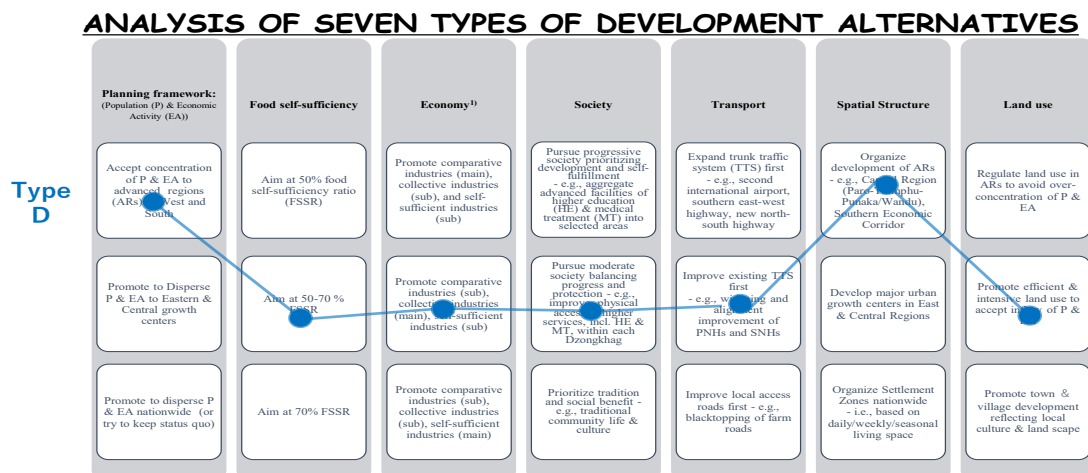 ANALYSIS OF SEVEN TYPES OF DEVELOPMENT ALTERNATIVES
Type
D
Planning framework:
(Population (P) & Economic
Activity (EA))
Accept concentration
of P & EA to
advanced regions
(ARs) West and
South
Promote to Disperse
P & EA to Eastern &
Central growth
centers
Promote to disperse P
& EA nationwide (or
try to keep status quo)
Food self-sufficiency
Aim at 50% food
self-sufficiency ratio
(FSSR)
Aim at 50-70 %
FSSR
Aim at 70% FSSR
Economy1)
Promote comparative
industries (main),
collective industries
(sub), and self-
sufficient industries
(sub)
Promote comparative
industries (sub),
collective industries
(main), self-sufficient
industries (sub)
Promote comparative
industries (sub),
collective industries
(sub), self-sufficient
industries (main)
Society
Pursue progressive
society prioritizing
development and self-
fulfillment
- e.g., aggregate
advanced facilities of
higher education (HE)
& medical
treatment (MT) into
selected areas
Pursue moderate
society balancing
progress and
protection - e.g.,
improve physical
access higher
services, incl. HE &
MT, within each
Dzongkhag
Prioritize tradition
and social benefit -
e.g., traditional
community life &
culture
Transport
Expand trunk traffic
system (TTS) first
- e.g., second
international airport,
southern east-west
highway, new north-
south highway
Improve existing TTS
first
- e.g., widening and
alignment
improvement of
PNHs and SNHs
Improve local access
roads first - e.g.,
blacktopping of farm
roads
Spatial Structure
Organize
development of ARs
- e.g., Capital Region
(Paro-Thimphu-
Punaka/Wandu),
Southern Economic
Corridor
Develop major urban
growth centers in East
& Central Regions
Organize Settlement
Zones nationwide
- i.e., based on
daily/weekly/seasonal
living space
Land use
Regulate land use in
ARs to avoid over-
concentration of P &
EA
Promote efficient &
intensive land use to
accept of P &
Promote town &
village development
reflecting local
culture & land scape